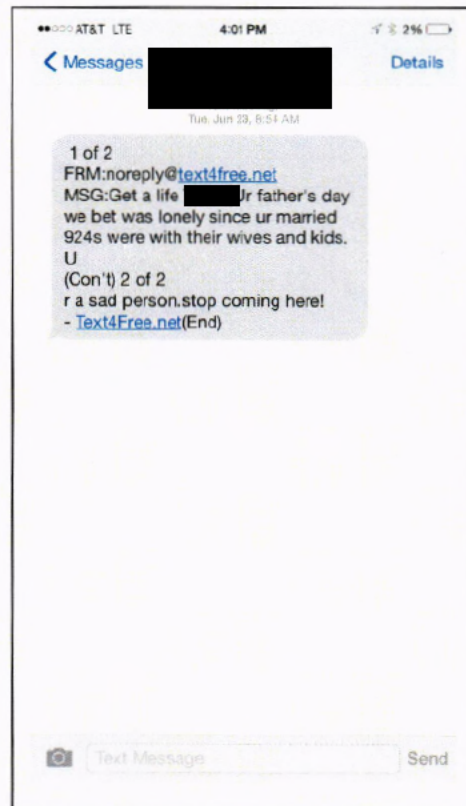 AT&T LTE 4:01 PM 2%
Messages Details
Tue, Jun 23, 8:54 AM
1 of 2
FRM:noreply@text4free.net
MSG:Get a life Ur father's day
we bet was lonely since ur married
924s were with their wives and kids.
U
(Con't) 2 of 2
r a sad person.stop coming here!
- Text4Free.net(End)
Text Message Send